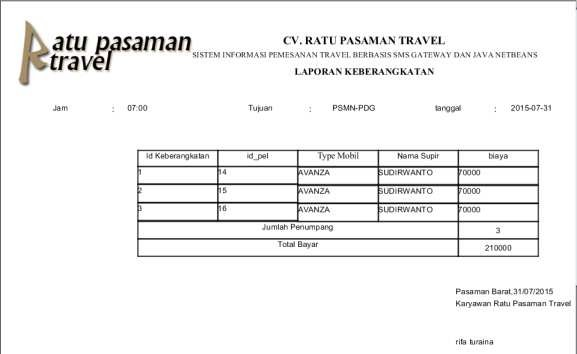 Ratu pasaman
travel
CV. RATU PASAMAN TRAVEL
SISTEM INFORMASI PEMESANAN TRAVEL BERBASIS SMS GATEWAY DAN JAVA NETBEANS
LAPORAN KEBERANGKATAN
Jam : 07:00 Tujuan : PSMN-PDG tanggal : 2015-07-31
Id Keberangkatan id_pel Type Mobil Nama Supir biaya
1 14 AVANZA SUDIRWANTO 70000
2 15 AVANZA SUDIRWANTO 70000
3 16 AVANZA SUDIRWANTO 70000
Jumlah Penumpang 3
Total Bayar 210000
Pasaman Barat,31/07/2015
Karyawan Ratu Pasaman Travel
rifa turaina